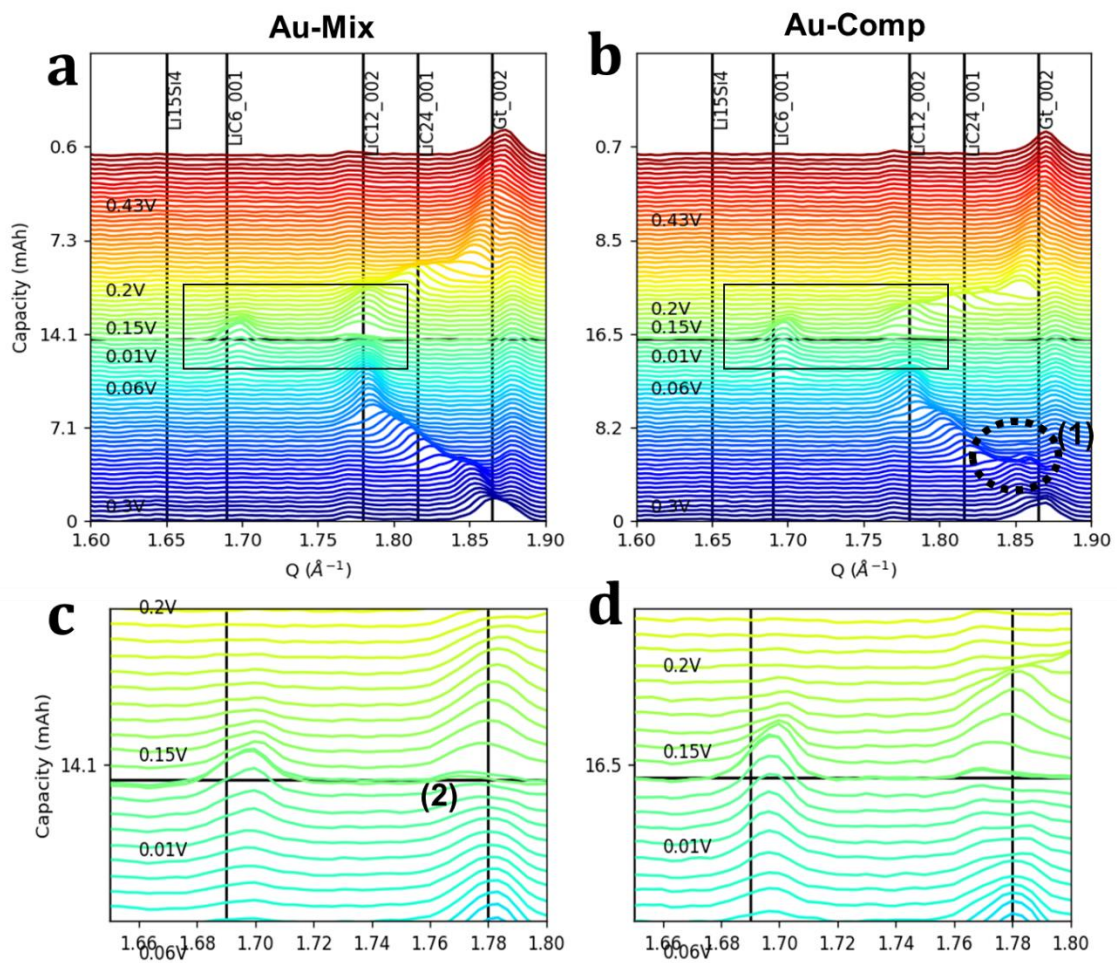 Au-Mix
Au-Comp
a
b
Li15Si4
LiC6_001
LiC12_002
LiC24_001
Gt_002
Li15Si4
LiC6_001
LiC12_002
LiC24_001
Gt_002
0.6
0.43V
7.3
0.2V
0.15V
14.1
0.01V
0.06V
7.1
0.3V
0
Capacity (mAh)
1.60 1.65 1.70 1.75 1.80 1.85 1.90
Q (Å⁻¹)
0.7
0.43V
8.5
0.2V
0.15V
16.5
0.01V
0.06V
8.2
(1)
0.3V
0
1.60 1.65 1.70 1.75 1.80 1.85 1.90
Q (Å⁻¹)
c
d
0.2V
0.15V
14.1
(2)
0.01V
0.06V
Capacity (mAh)
1.66 1.68 1.70 1.72 1.74 1.76 1.78 1.80
0.2V
0.15V
16.5
0.01V
0.06V
1.66 1.68 1.70 1.72 1.74 1.76 1.78 1.80